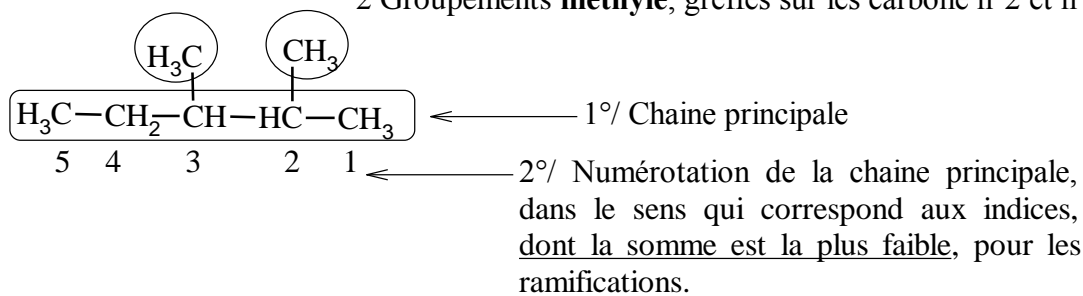 2 Groupements méthyle, greffés sur les carbone n°2 et n°
H3C CH3
H3C—CH2—CH—HC—CH3
1°/ Chaine principale
5 4 3 2 1
2°/ Numérotation de la chaine principale,
dans le sens qui correspond aux indices,
dont la somme est la plus faible, pour les
ramifications.